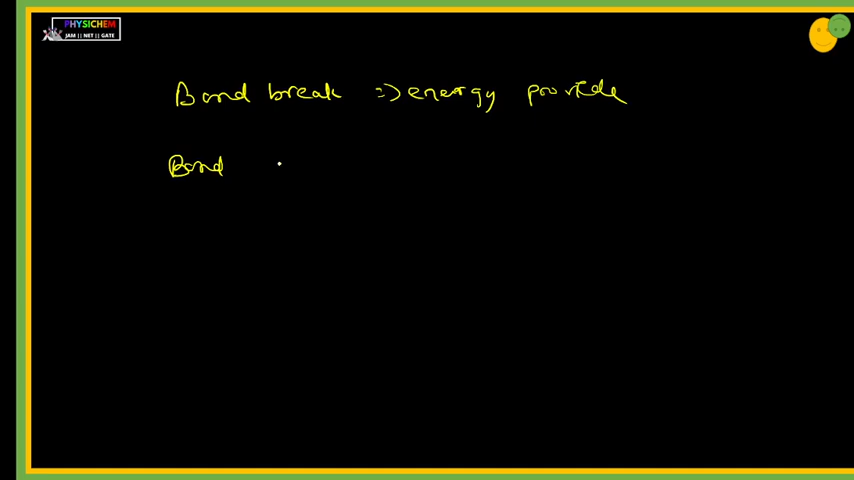 PHYSICHEM
JAM || NET || GATE
Bond break => energy provide
Bond